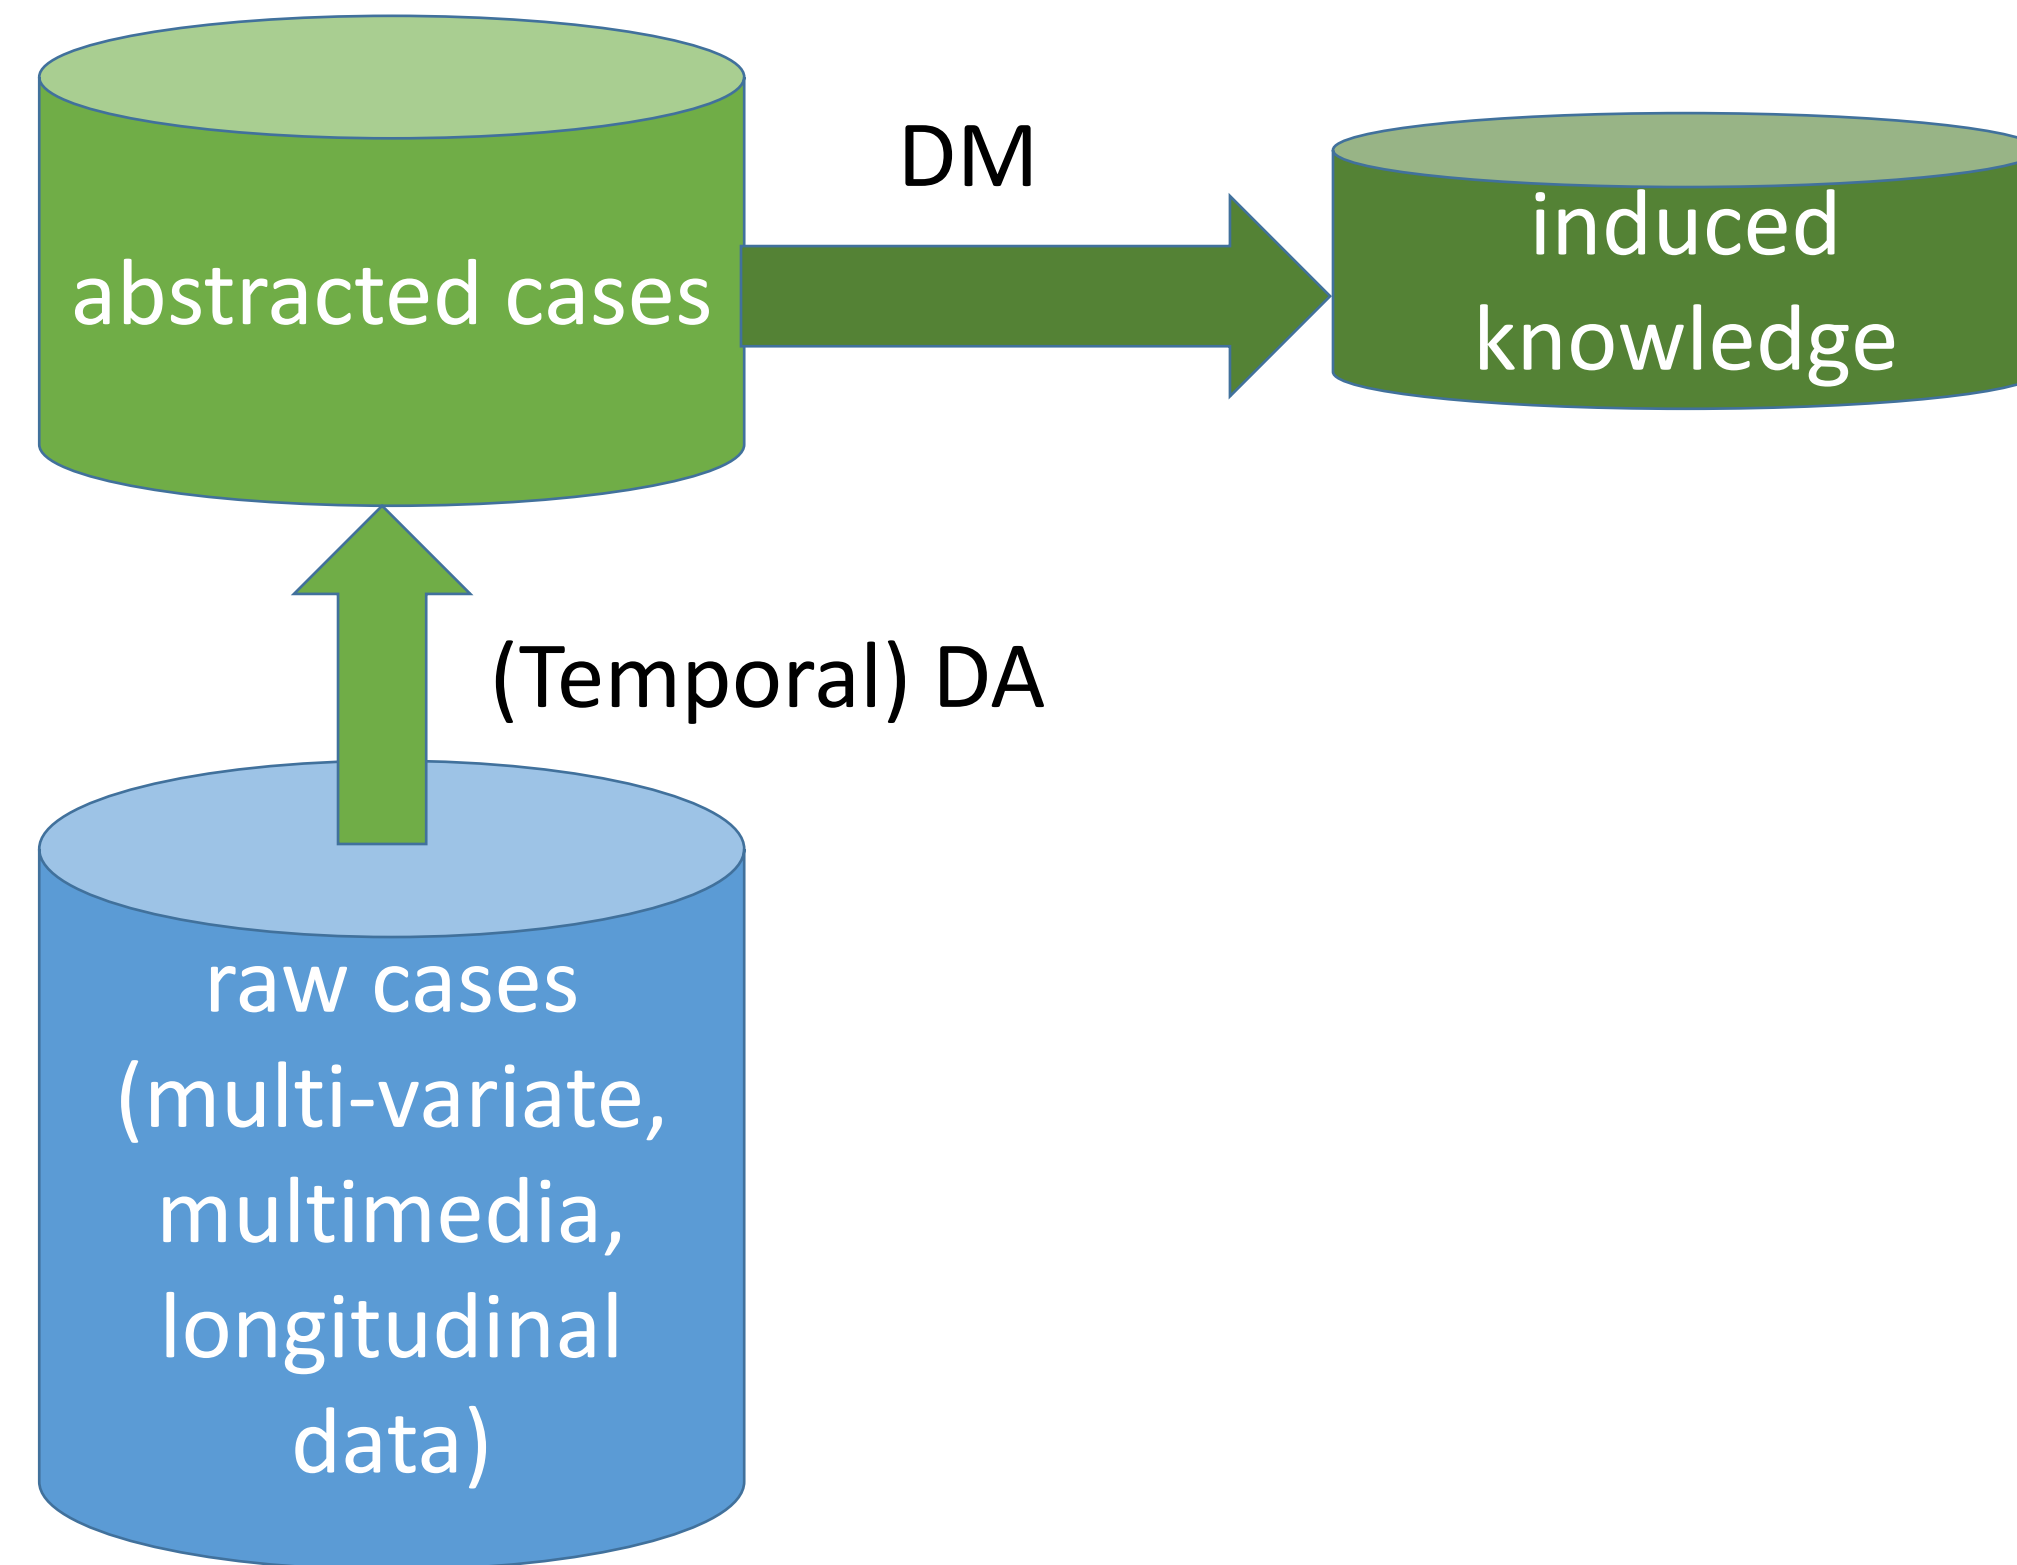 abstracted cases
DM
induced
knowledge
(Temporal) DA
raw cases
(multi-variate,
multimedia,
longitudinal
data)